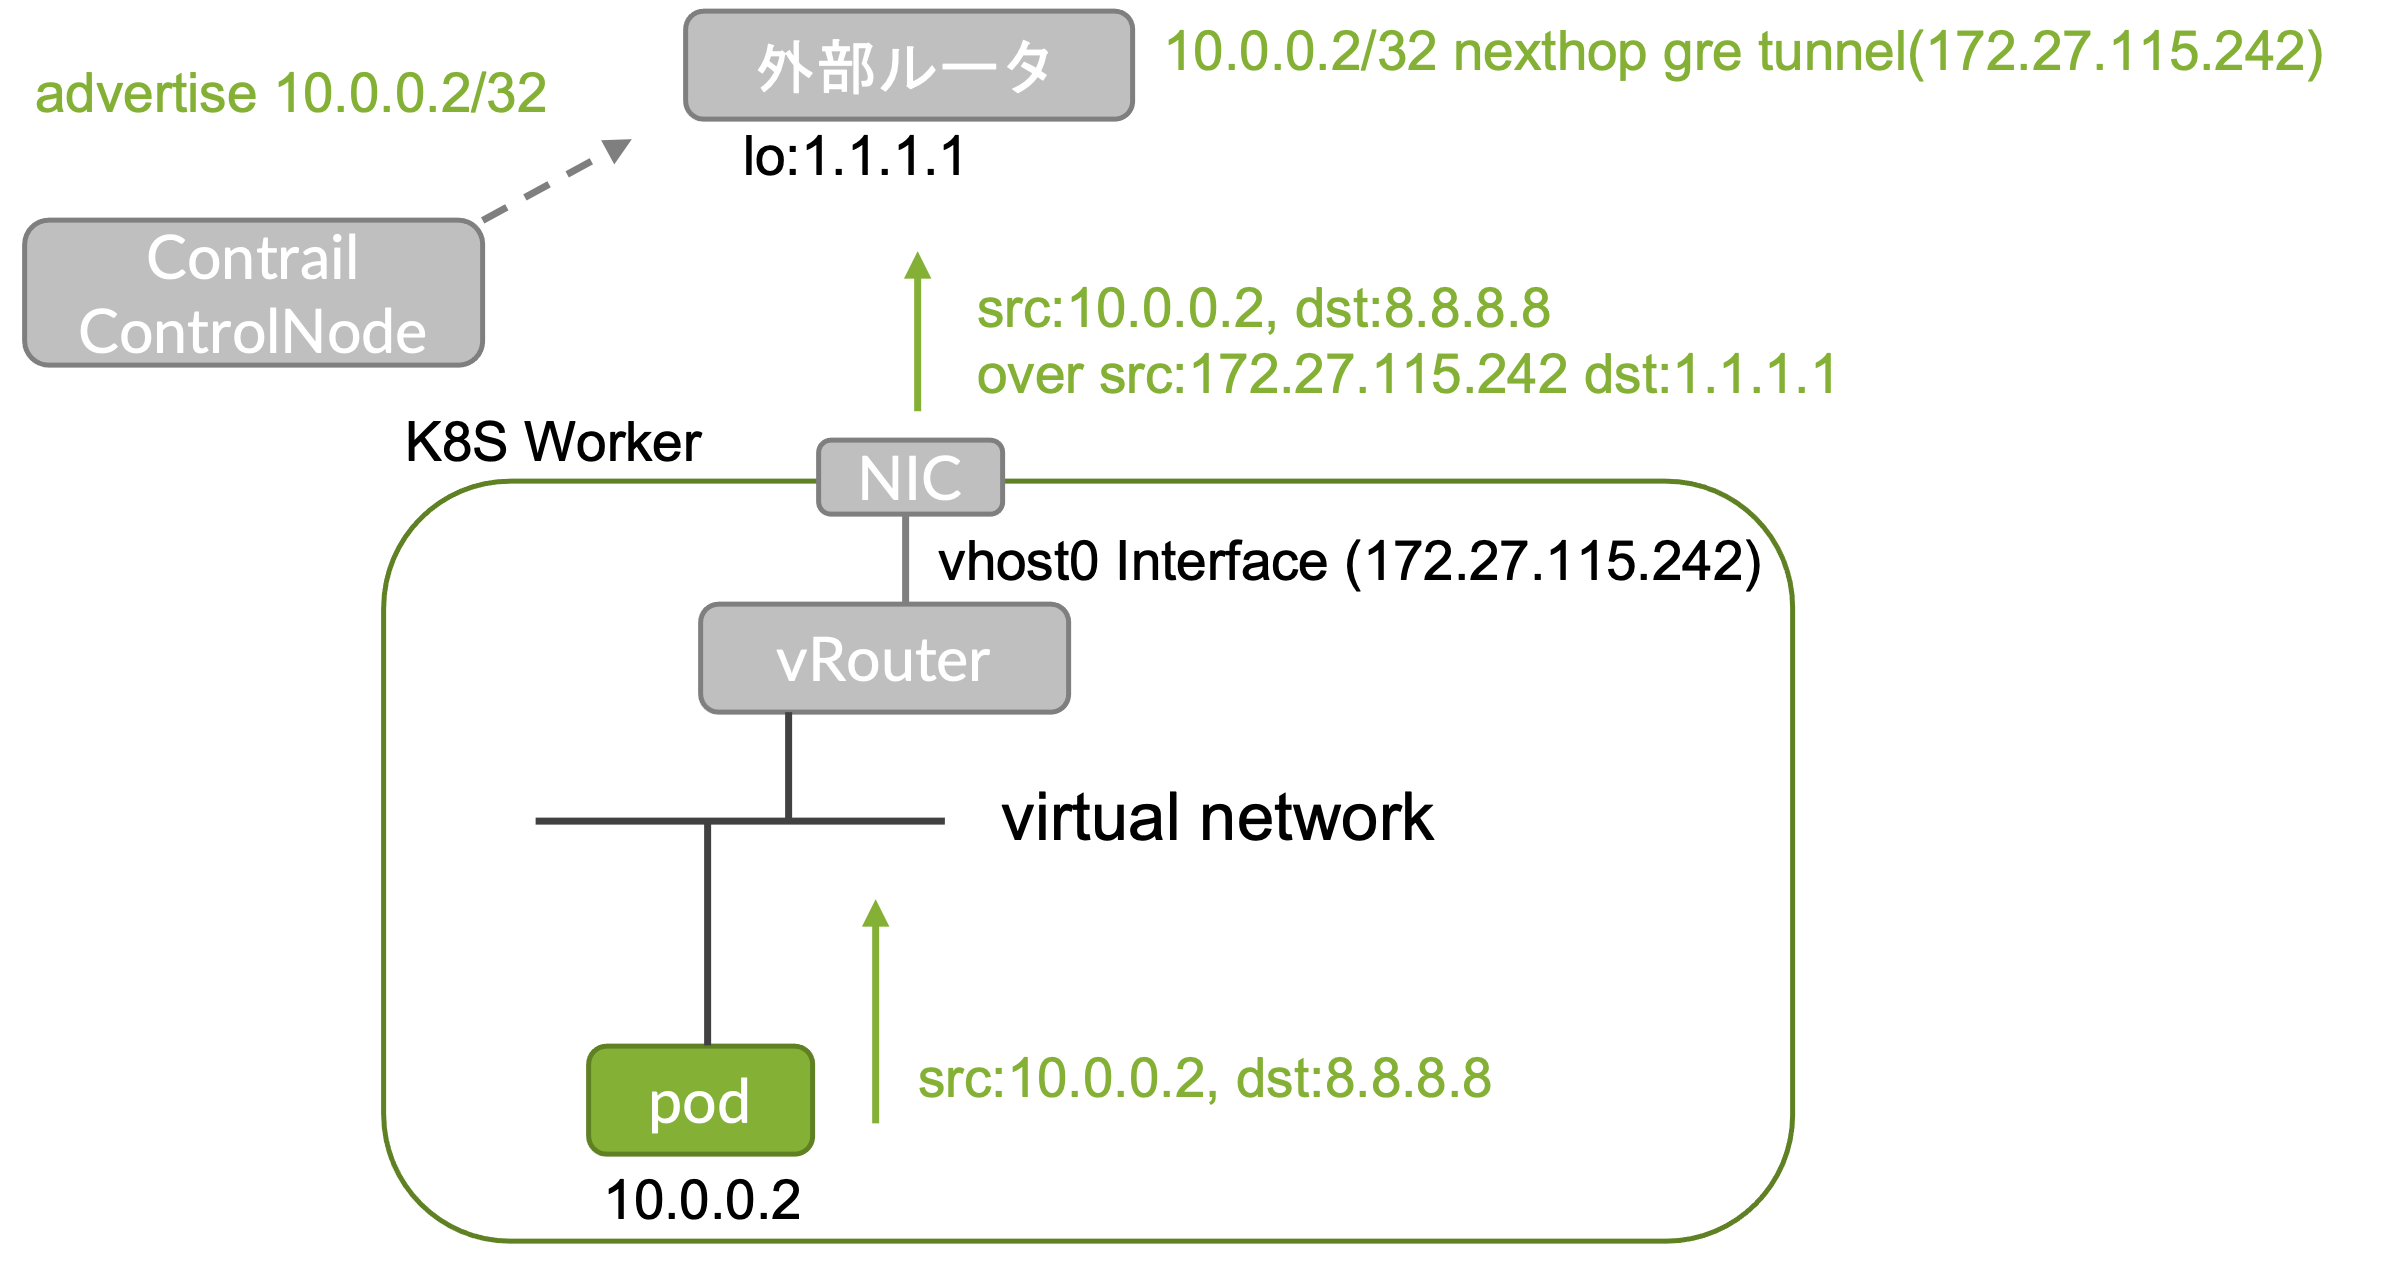 外部ルータ
10.0.0.2/32 nexthop gre tunnel(172.27.115.242)
advertise 10.0.0.2/32
lo:1.1.1.1
Contrail
ControlNode
src:10.0.0.2, dst:8.8.8.8
over src:172.27.115.242 dst:1.1.1.1
K8S Worker
NIC
vhost0 Interface (172.27.115.242)
vRouter
virtual network
src:10.0.0.2, dst:8.8.8.8
pod
10.0.0.2